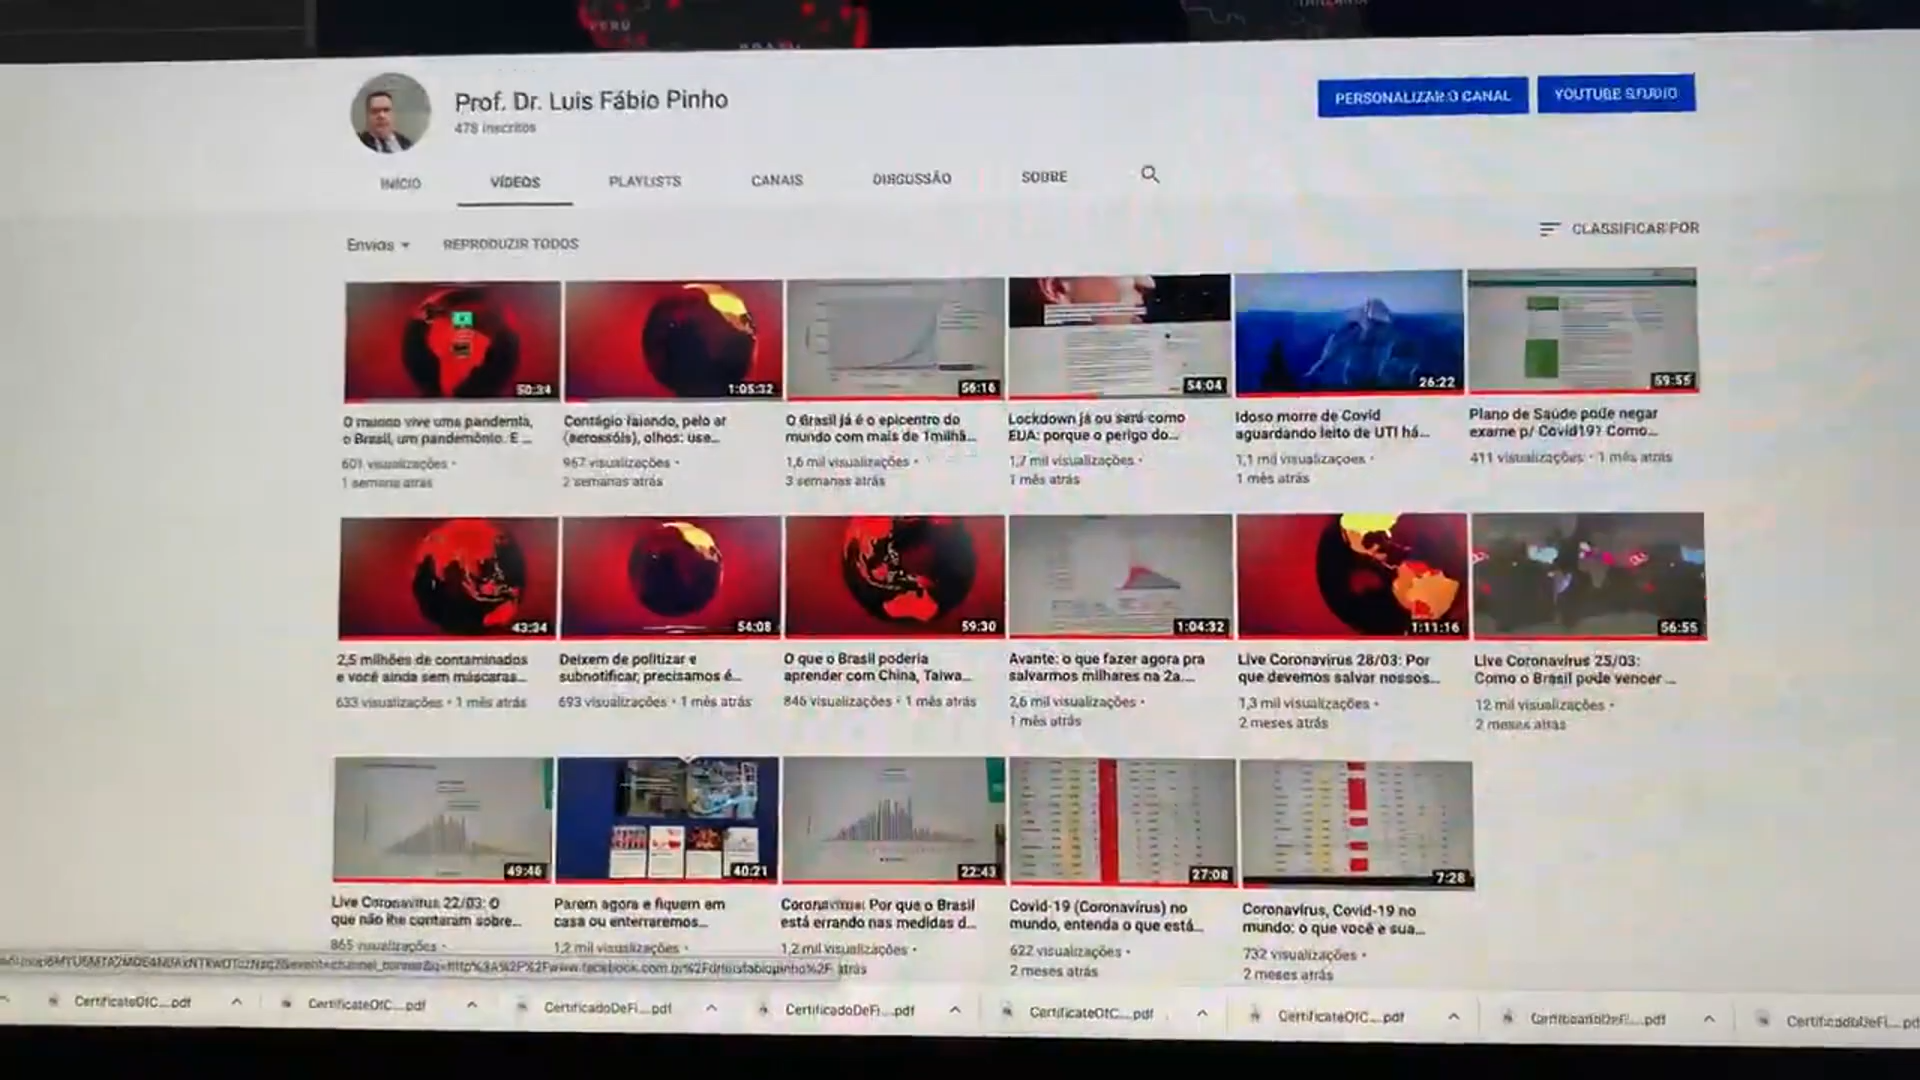 PERU
BRASIL
Prof. Dr. Luis Fábio Pinho
478 inscritos
PERSONALIZAR O CANAL
YOUTUBE STUDIO
INÍCIO
VÍDEOS
PLAYLISTS
CANAIS
DISCUSSÃO
SOBRE
Envios
REPRODUZIR TODOS
CLASSIFICAR POR
50:34
1:05:32
56:16
54:04
26:22
59:55
O mundo vive uma pandemia,
o Brasil, um pandemônio. E ...
601 visualizações •
1 semana atrás
Contágio falando, pelo ar
(aerossóis), olhos: use...
967 visualizações •
2 semanas atrás
O Brasil já é o epicentro do
mundo com mais de 1milhã...
1,6 mil visualizações •
3 semanas atrás
Lockdown já ou será como
EUA: porque o perigo do...
1,7 mil visualizações •
1 mês atrás
Idoso morre de Covid
aguardando leito de UTI há...
1,1 mil visualizações •
1 mês atrás
Plano de Saúde pode negar
exame p/ Covid19? Como...
411 visualizações • 1 mês atrás
43:34
54:08
59:30
1:04:32
1:11:16
56:55
2,5 milhões de contaminados
e você ainda sem máscaras...
633 visualizações • 1 mês atrás
Deixem de politizar e
subnotificar, precisamos é...
693 visualizações • 1 mês atrás
O que o Brasil poderia
aprender com China, Taiwa...
846 visualizações • 1 mês atrás
Avante: o que fazer agora pra
salvarmos milhares na 2a....
2,6 mil visualizações •
1 mês atrás
Live Coronavírus 28/03: Por
que devemos salvar nossos...
1,3 mil visualizações •
2 meses atrás
Live Coronavírus 25/03:
Como o Brasil pode vencer ...
12 mil visualizações •
2 meses atrás
49:46
40:21
22:43
27:08
7:28
Live Coronavírus 22/03: O
que não lhe contaram sobre...
865 visualizações •
Parem agora e fiquem em
casa ou enterraremos...
1,2 mil visualizações •
Coronavírus: Por que o Brasil
está errando nas medidas d...
1,2 mil visualizações •
atrás
Covid-19 (Coronavírus) no
mundo, entenda o que está...
622 visualizações •
2 meses atrás
Coronavírus, Covid-19 no
mundo: o que você e sua...
732 visualizações •
2 meses atrás
CertificateOfC....pdf
CertificateOfC....pdf
CertificadoDeFi....pdf
CertificadoDeFi....pdf
CertificateOfC....pdf
CertificateOfC....pdf
CertificadoDeFi....pdf
CertificadoDeFi....pd